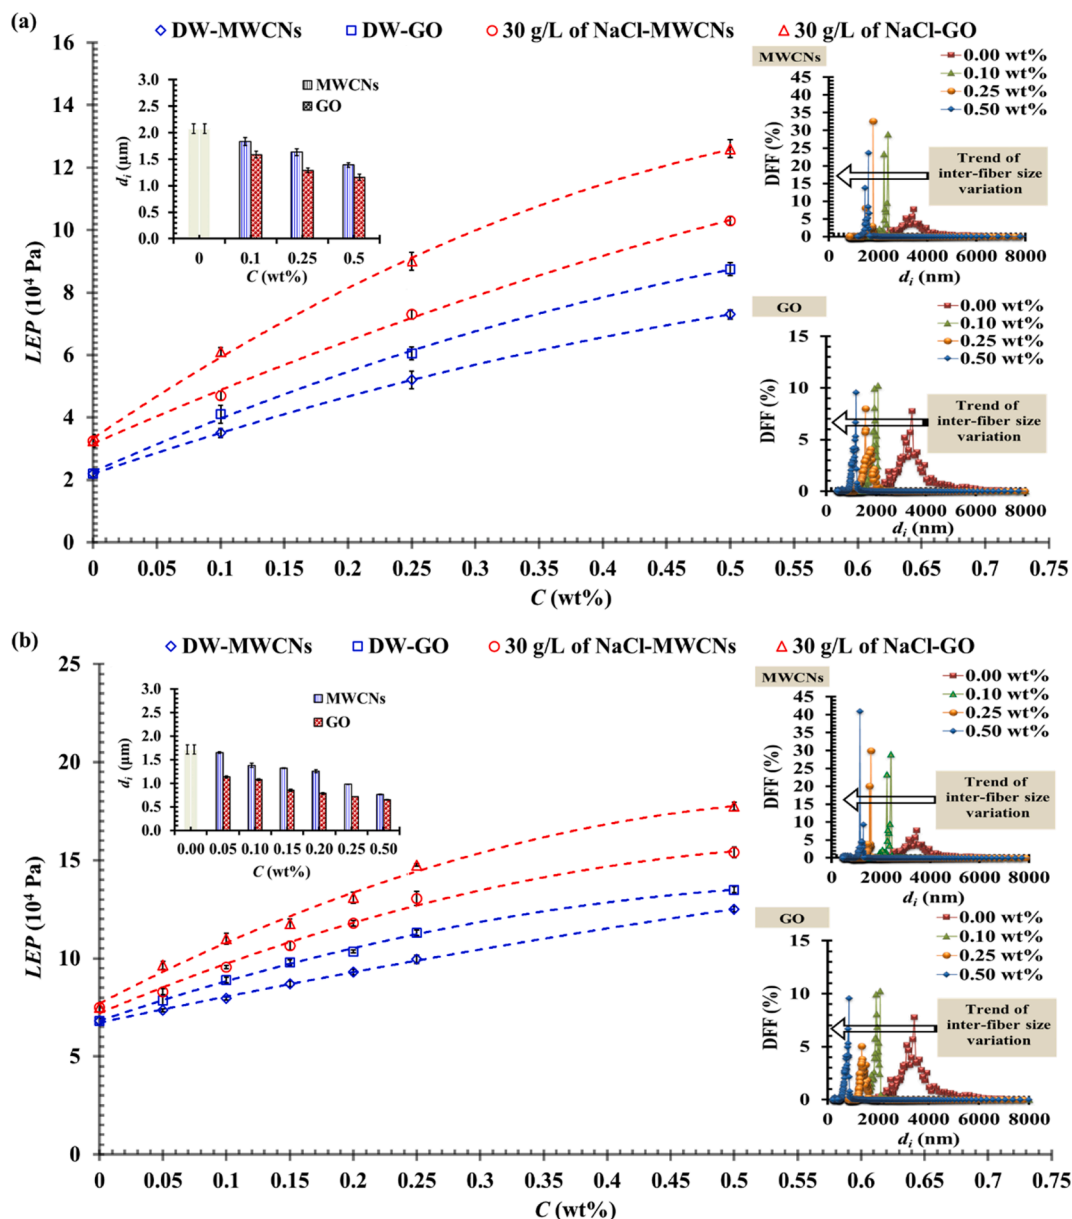 (a)
DW-MWCNs DW-GO 30 g/L of NaCl-MWCNs 30 g/L of NaCl-GO
LEP (10⁴ Pa)
16
14
12
10
8
6
4
2
0
0 0.05 0.1 0.15 0.2 0.25 0.3 0.35 0.4 0.45 0.5 0.55 0.6 0.65 0.7 0.75
C (wt%)
dᵢ (µm)
3.0
2.5
2.0
1.5
1.0
0.5
0.0
MWCNs
GO
0 0.1 0.25 0.5
C (wt%)
MWCNs
0.00 wt%
0.10 wt%
0.25 wt%
0.50 wt%
DFF (%)
45
40
35
30
25
20
15
10
5
0
Trend of
inter-fiber size
variation
0 2000 4000 6000 8000
dᵢ (nm)
GO
0.00 wt%
0.10 wt%
0.25 wt%
0.50 wt%
DFF (%)
15
10
5
0
Trend of
inter-fiber size
variation
0 2000 4000 6000 8000
dᵢ (nm)
(b)
DW-MWCNs DW-GO 30 g/L of NaCl-MWCNs 30 g/L of NaCl-GO
LEP (10⁴ Pa)
25
20
15
10
5
0
0 0.05 0.1 0.15 0.2 0.25 0.3 0.35 0.4 0.45 0.5 0.55 0.6 0.65 0.7 0.75
C (wt%)
dᵢ (µm)
3.0
2.5
2.0
1.5
1.0
0.5
0.0
MWCNs
GO
0.00 0.05 0.10 0.15 0.20 0.25 0.50
C (wt%)
MWCNs
0.00 wt%
0.10 wt%
0.25 wt%
0.50 wt%
DFF (%)
45
40
35
30
25
20
15
10
5
0
Trend of
inter-fiber size
variation
0 2000 4000 6000 8000
dᵢ (nm)
GO
0.00 wt%
0.10 wt%
0.25 wt%
0.50 wt%
DFF (%)
15
10
5
0
Trend of
inter-fiber size
variation
0 2000 4000 6000 8000
dᵢ (nm)